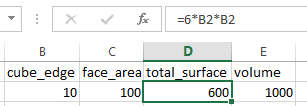 fx =6*B2*B2
B C D E
cube_edge face_area total_surface volume
10 100 600 1000